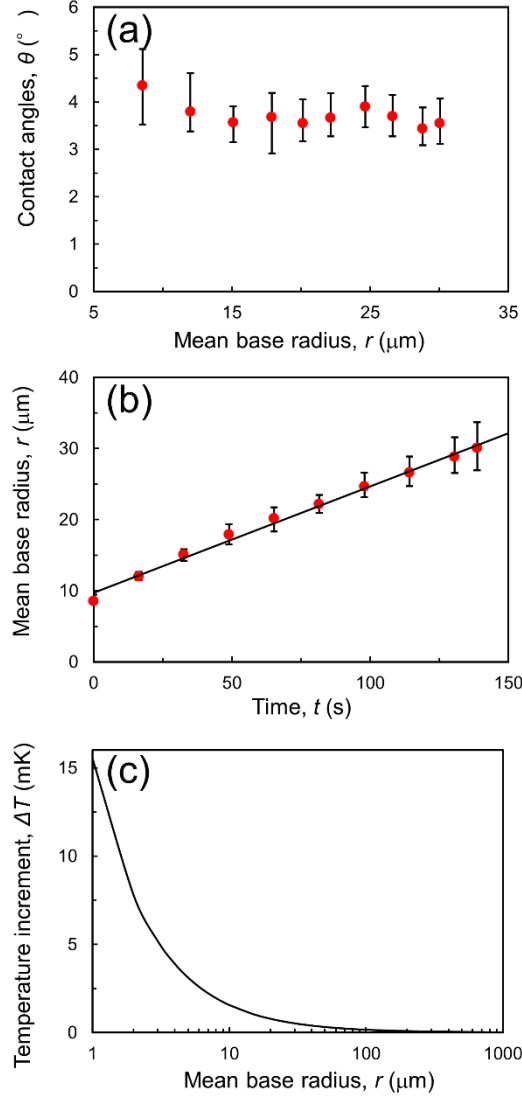 (a)
Contact angles, θ (°)
6
5
4
3
2
1
0
5 15 25 35
Mean base radius, r (μm)
(b)
Mean base radius, r (μm)
40
30
20
10
0
0 50 100 150
Time, t (s)
(c)
Temperature increment, ΔT (mK)
15
10
5
0
1 10 100 1000
Mean base radius, r (μm)